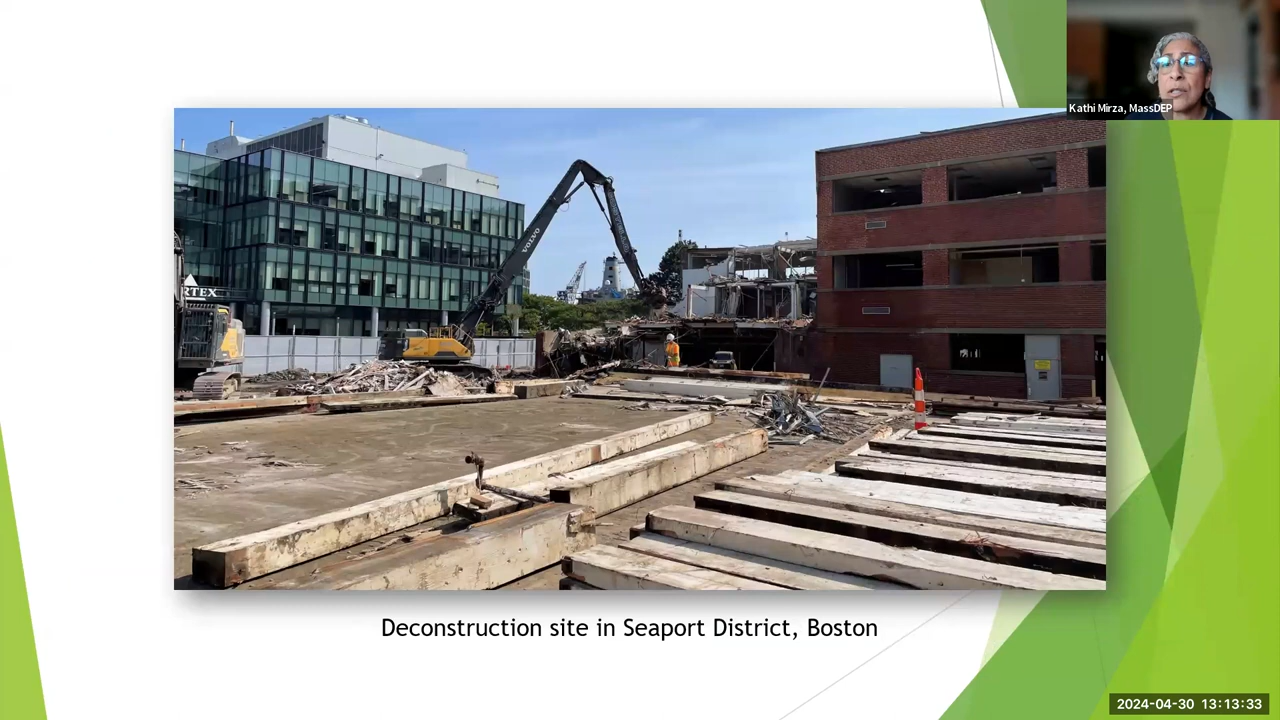 Kathi Mirza, MassDEP
VOLVO
RTEX
Deconstruction site in Seaport District, Boston
2024-04-30 13:13:33